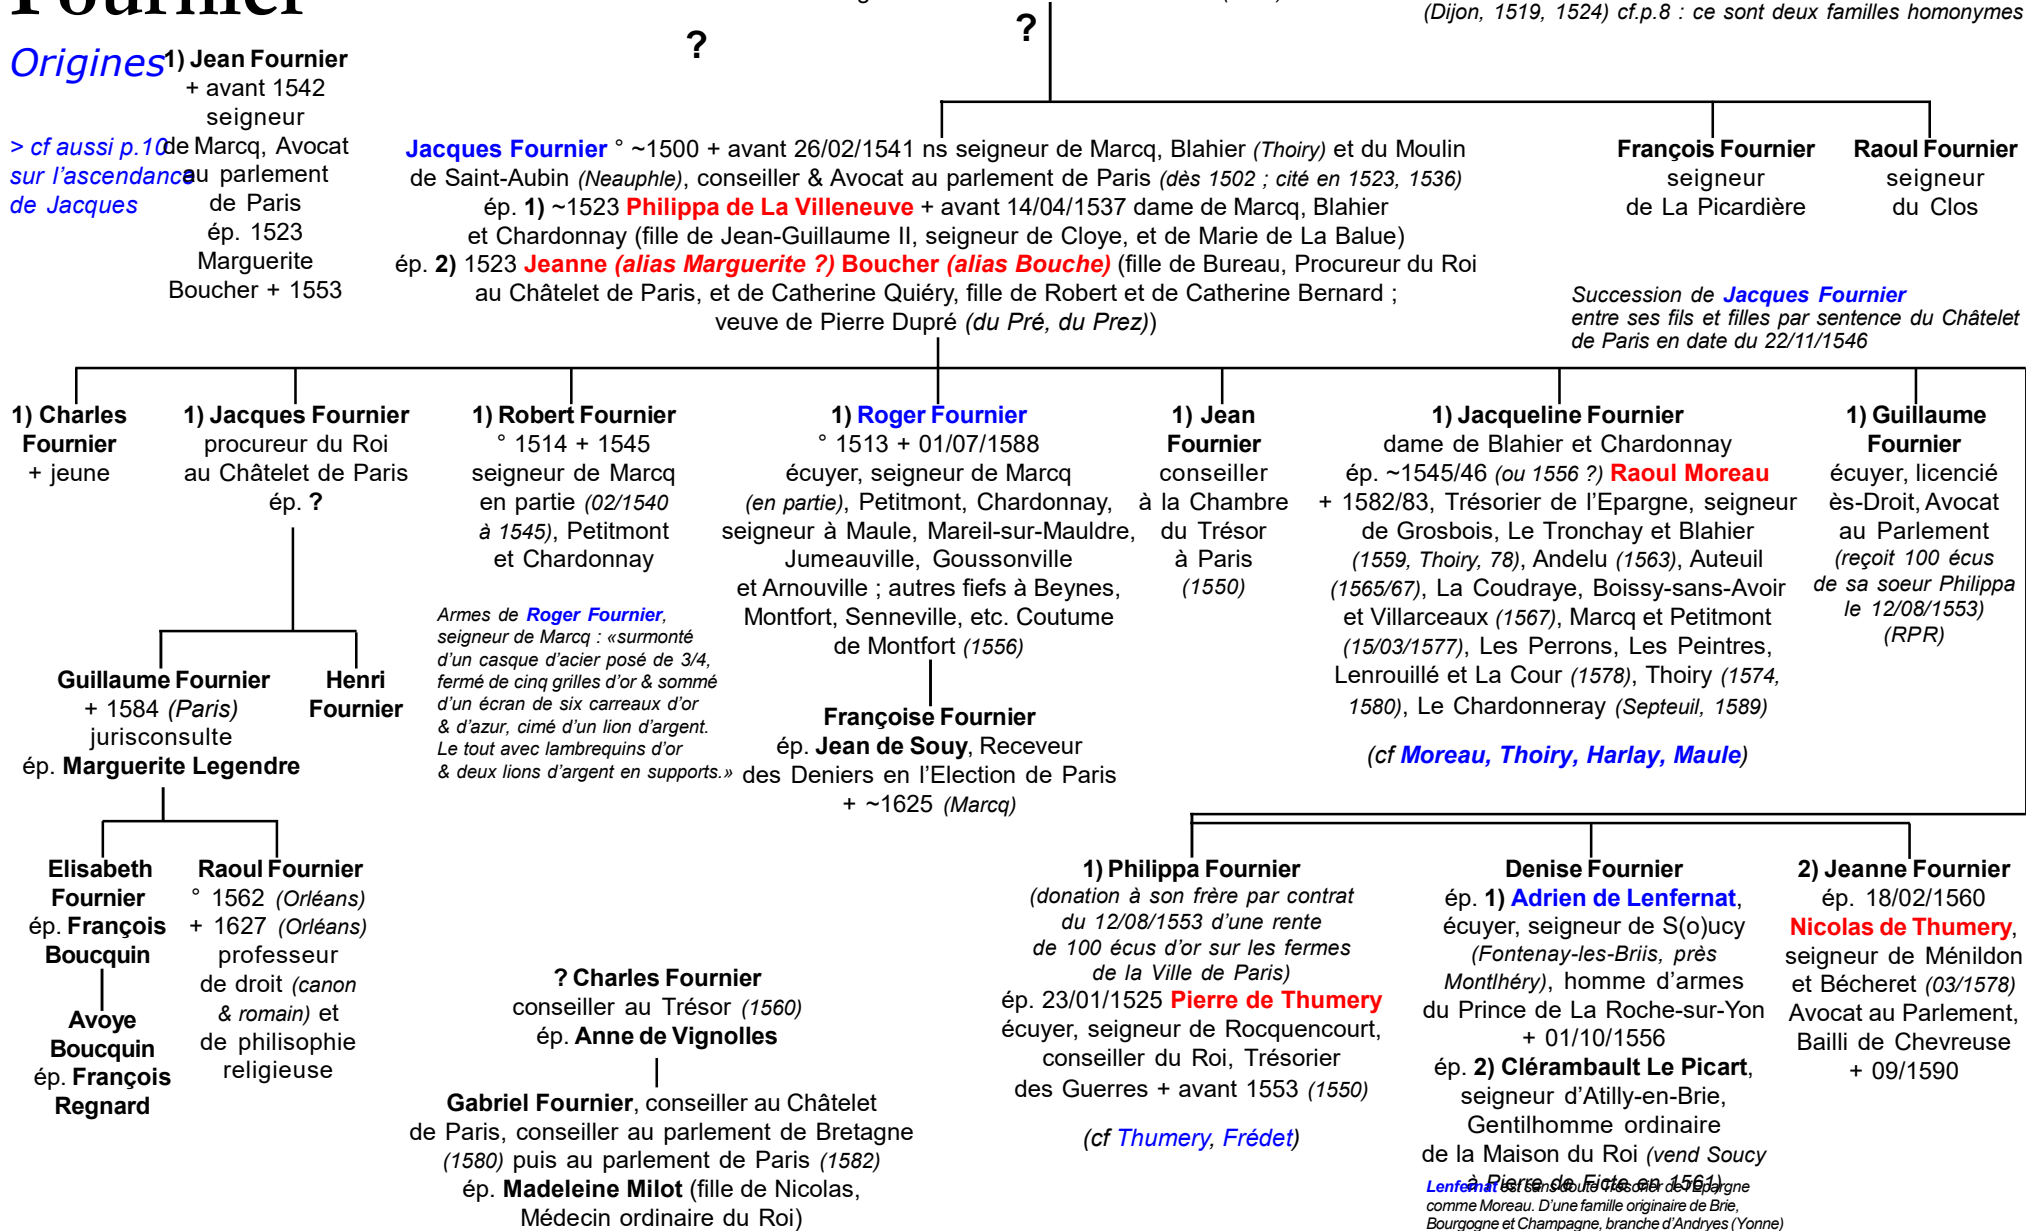 Fournier
(Dijon, 1519, 1524) cf.p.8 : ce sont deux familles homonymes
?
?
Origines
> cf aussi p.10
sur l'ascendance
de Jacques
1) Jean Fournier
+ avant 1542
seigneur
de Marcq, Avocat
au parlement
de Paris
ép. 1523
Marguerite
Boucher + 1553
Jacques Fournier ° ~1500 + avant 26/02/1541 ns seigneur de Marcq, Blahier (Thoiry) et du Moulin
de Saint-Aubin (Neauphle), conseiller & Avocat au parlement de Paris (dès 1502 ; cité en 1523, 1536)
ép. 1) ~1523 Philippa de La Villeneuve + avant 14/04/1537 dame de Marcq, Blahier
et Chardonnay (fille de Jean-Guillaume II, seigneur de Cloye, et de Marie de La Balue)
ép. 2) 1523 Jeanne (alias Marguerite ?) Boucher (alias Bouche) (fille de Bureau, Procureur du Roi
au Châtelet de Paris, et de Catherine Quiéry, fille de Robert et de Catherine Bernard ;
veuve de Pierre Dupré (du Pré, du Prez))
François Fournier
seigneur
de La Picardière
Raoul Fournier
seigneur
du Clos
Succession de Jacques Fournier
entre ses fils et filles par sentence du Châtelet
de Paris en date du 22/11/1546
1) Charles
Fournier
+ jeune
1) Jacques Fournier
procureur du Roi
au Châtelet de Paris
ép. ?
1) Robert Fournier
° 1514 + 1545
seigneur de Marcq
en partie (02/1540
à 1545), Petitmont
et Chardonnay
1) Roger Fournier
° 1513 + 01/07/1588
écuyer, seigneur de Marcq
(en partie), Petitmont, Chardonnay,
seigneur à Maule, Mareil-sur-Mauldre,
Jumeauville, Goussonville
et Arnouville ; autres fiefs à Beynes,
Montfort, Senneville, etc. Coutume
de Montfort (1556)
1) Jean
Fournier
conseiller
à la Chambre
du Trésor
à Paris
(1550)
1) Jacqueline Fournier
dame de Blahier et Chardonnay
ép. ~1545/46 (ou 1556 ?) Raoul Moreau
+ 1582/83, Trésorier de l'Epargne, seigneur
de Grosbois, Le Tronchay et Blahier
(1559, Thoiry, 78), Andelu (1563), Auteuil
(1565/67), La Coudraye, Boissy-sans-Avoir
et Villarceaux (1567), Marcq et Petitmont
(15/03/1577), Les Perrons, Les Peintres,
Lenrouillé et La Cour (1578), Thoiry (1574,
1580), Le Chardonneray (Septeuil, 1589)
(cf Moreau, Thoiry, Harlay, Maule)
1) Guillaume
Fournier
écuyer, licencié
ès-Droit, Avocat
au Parlement
(reçoit 100 écus
de sa soeur Philippa
le 12/08/1553)
(RPR)
Armes de Roger Fournier,
seigneur de Marcq : «surmonté
d'un casque d'acier posé de 3/4,
fermé de cinq grilles d'or & sommé
d'un écran de six carreaux d'or
& d'azur, cimé d'un lion d'argent.
Le tout avec lambrequins d'or
& deux lions d'argent en supports.»
Guillaume Fournier
+ 1584 (Paris)
jurisconsulte
ép. Marguerite Legendre
Henri
Fournier
Françoise Fournier
ép. Jean de Souy, Receveur
des Deniers en l'Election de Paris
+ ~1625 (Marcq)
Elisabeth
Fournier
ép. François
Boucquin
Avoye
Boucquin
ép. François
Regnard
Raoul Fournier
° 1562 (Orléans)
+ 1627 (Orléans)
professeur
de droit (canon
& romain) et
de philisophie
religieuse
? Charles Fournier
conseiller au Trésor (1560)
ép. Anne de Vignolles
Gabriel Fournier, conseiller au Châtelet
de Paris, conseiller au parlement de Bretagne
(1580) puis au parlement de Paris (1582)
ép. Madeleine Milot (fille de Nicolas,
Médecin ordinaire du Roi)
1) Philippa Fournier
(donation à son frère par contrat
du 12/08/1553 d'une rente
de 100 écus d'or sur les fermes
de la Ville de Paris)
ép. 23/01/1525 Pierre de Thumery
écuyer, seigneur de Rocquencourt,
conseiller du Roi, Trésorier
des Guerres + avant 1553 (1550)
(cf Thumery, Frédet)
Denise Fournier
ép. 1) Adrien de Lenfernat,
écuyer, seigneur de S(o)ucy
(Fontenay-les-Briis, près
Montlhéry), homme d'armes
du Prince de La Roche-sur-Yon
+ 01/10/1556
ép. 2) Clérambault Le Picart,
seigneur d'Atilly-en-Brie,
Gentilhomme ordinaire
de la Maison du Roi (vend Soucy
à Pierre de Ficte en 1561)
Lenfernat est sans doute Trésorier de l'Epargne
comme Moreau. D'une famille originaire de Brie,
Bourgogne et Champagne, branche d'Andryes (Yonne)
2) Jeanne Fournier
ép. 18/02/1560
Nicolas de Thumery,
seigneur de Ménildon
et Bécheret (03/1578)
Avocat au Parlement,
Bailli de Chevreuse
+ 09/1590